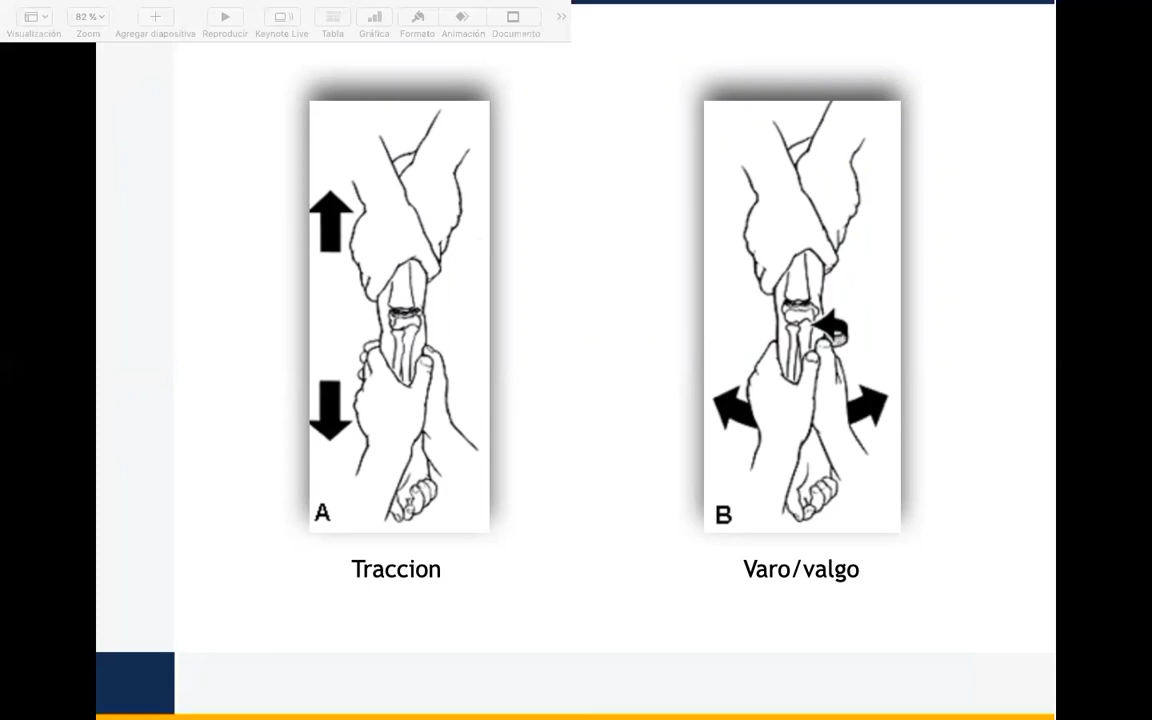 82 %
Visualización Zoom Agregar diapositiva Reproducir Keynote Live Tabla Gráfica Formato Animación Documento
A
B
Traccion
Varo/valgo